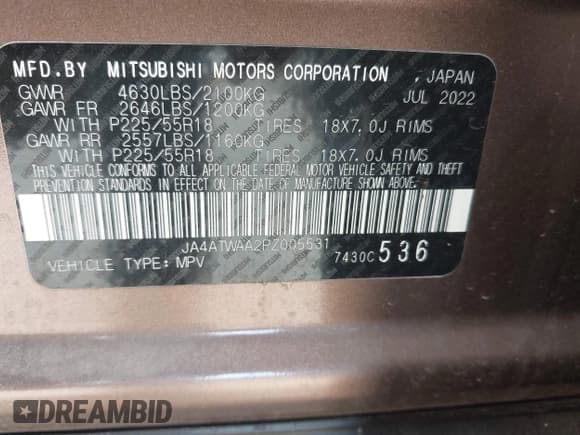 MFD.BY MITSUBISHI MOTORS CORPORATION , JAPAN
GVWR 4630LBS/2100KG JUL 2022
GAWR FR 2646LBS/1200KG
WITH P225/55R18 TIRES 18X7.0J RIMS
GAWR RR 2557LBS/1160KG
WITH P225/55R18 TIRES 18X7.0J RIMS
THIS VEHICLE CONFORMS TO ALL APPLICABLE FEDERAL MOTOR VEHICLE SAFETY AND THEFT
PREVENTION STANDARDS IN EFFECT ON THE DATE OF MANUFACTURE SHOWN ABOVE.
JA4ATWAA2PZ005531
VEHICLE TYPE:MPV 7430C 536
DREAMBID